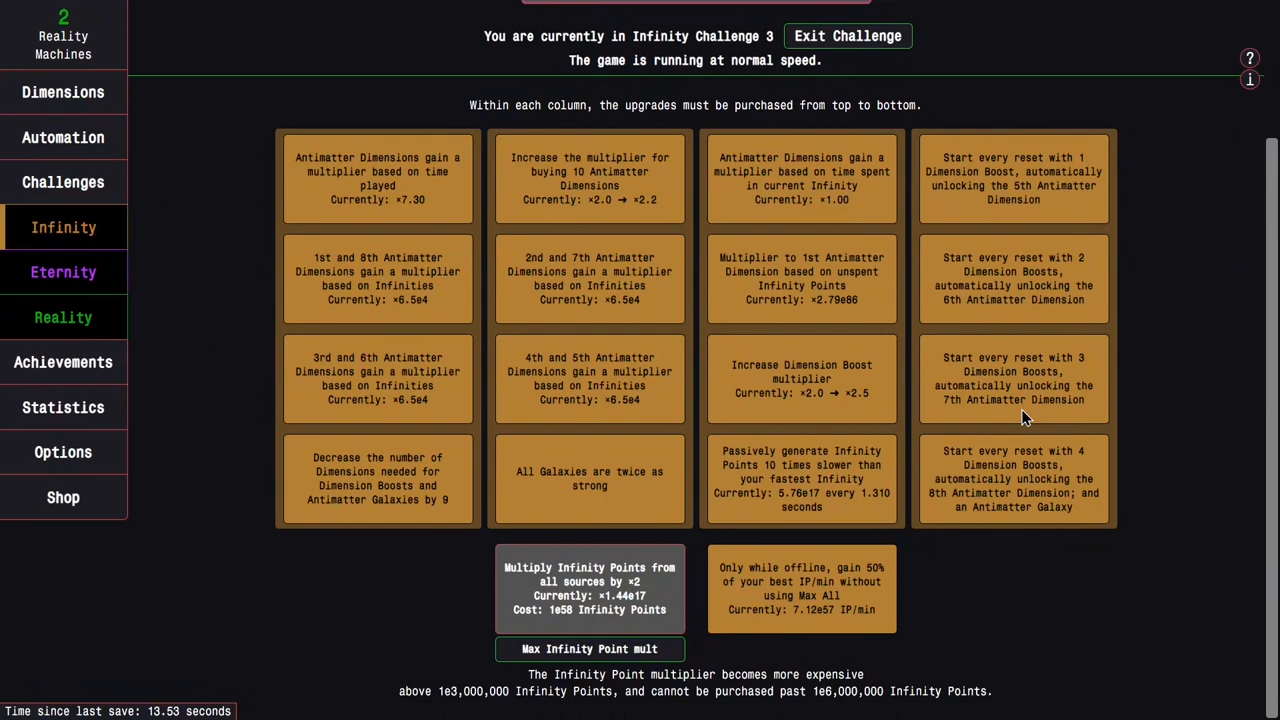 2
Reality
Machines
Dimensions
Automation
Challenges
Infinity
Eternity
Reality
Achievements
Statistics
Options
Shop
Time since last save: 13.53 seconds
You are currently in Infinity Challenge 3
Exit Challenge
The game is running at normal speed.
?
i
Within each column, the upgrades must be purchased from top to bottom.
Antimatter Dimensions gain a
multiplier based on time
played
Currently: ×7.30
Increase the multiplier for
buying 10 Antimatter
Dimensions
Currently: ×2.0 → ×2.2
Antimatter Dimensions gain a
multiplier based on time spent
in current Infinity
Currently: ×1.00
Start every reset with 1
Dimension Boost, automatically
unlocking the 5th Antimatter
Dimension
1st and 8th Antimatter
Dimensions gain a multiplier
based on Infinities
Currently: ×6.5e4
2nd and 7th Antimatter
Dimensions gain a multiplier
based on Infinities
Currently: ×6.5e4
Multiplier to 1st Antimatter
Dimension based on unspent
Infinity Points
Currently: ×2.79e86
Start every reset with 2
Dimension Boosts,
automatically unlocking the
6th Antimatter Dimension
3rd and 6th Antimatter
Dimensions gain a multiplier
based on Infinities
Currently: ×6.5e4
4th and 5th Antimatter
Dimensions gain a multiplier
based on Infinities
Currently: ×6.5e4
Increase Dimension Boost
multiplier
Currently: ×2.0 → ×2.5
Start every reset with 3
Dimension Boosts,
automatically unlocking the
7th Antimatter Dimension
Decrease the number of
Dimensions needed for
Dimension Boosts and
Antimatter Galaxies by 9
All Galaxies are twice as
strong
Passively generate Infinity
Points 10 times slower than
your fastest Infinity
Currently: 5.76e17 every 1.310
seconds
Start every reset with 4
Dimension Boosts,
automatically unlocking the
8th Antimatter Dimension; and
an Antimatter Galaxy
Multiply Infinity Points from
all sources by ×2
Currently: ×1.44e17
Cost: 1e58 Infinity Points
Max Infinity Point mult
Only while offline, gain 50%
of your best IP/min without
using Max All
Currently: 7.12e57 IP/min
The Infinity Point multiplier becomes more expensive
above 1e3,000,000 Infinity Points, and cannot be purchased past 1e6,000,000 Infinity Points.